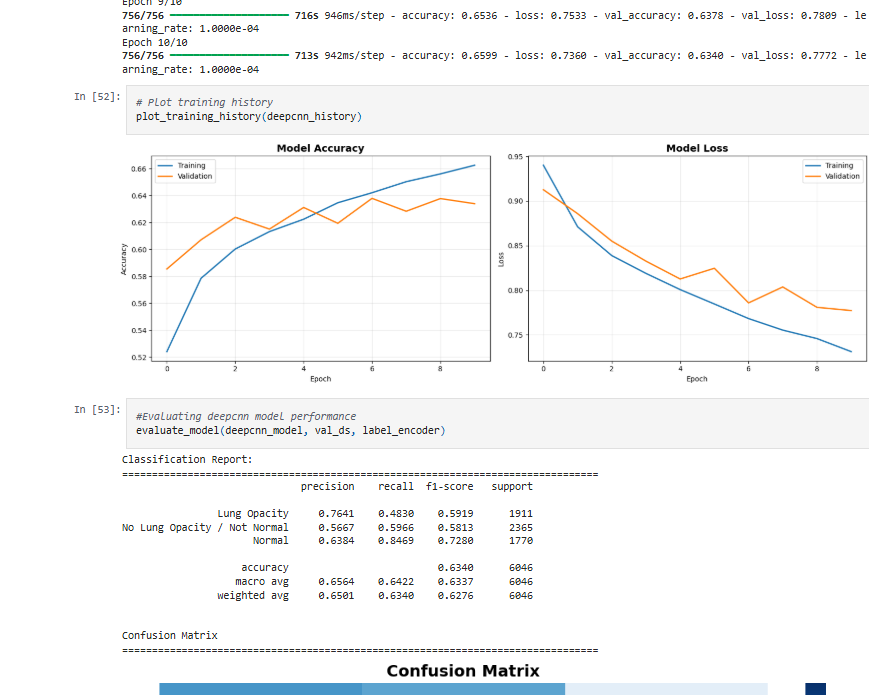 Epoch 9/10
756/756 ━━━━━━━━━━━━━━━━━━━━ 716s 946ms/step - accuracy: 0.6536 - loss: 0.7533 - val_accuracy: 0.6378 - val_loss: 0.7809 - le
arning_rate: 1.0000e-04
Epoch 10/10
756/756 ━━━━━━━━━━━━━━━━━━━━ 713s 942ms/step - accuracy: 0.6599 - loss: 0.7360 - val_accuracy: 0.6340 - val_loss: 0.7772 - le
arning_rate: 1.0000e-04
In [52]:
# Plot training history
plot_training_history(deepcnn_history)
Model Accuracy
Training
Validation
0.66
0.64
0.62
0.60
0.58
0.56
0.54
0.52
Accuracy
0 2 4 6 8
Epoch
Model Loss
Training
Validation
0.95
0.90
0.85
0.80
0.75
Loss
0 2 4 6 8
Epoch
In [53]:
#Evaluating deepcnn model performance
evaluate_model(deepcnn_model, val_ds, label_encoder)
Classification Report:
======================================================================
precision recall f1-score support
Lung Opacity 0.7641 0.4830 0.5919 1911
No Lung Opacity / Not Normal 0.5667 0.5966 0.5813 2365
Normal 0.6384 0.8469 0.7280 1770
accuracy 0.6340 6046
macro avg 0.6564 0.6422 0.6337 6046
weighted avg 0.6501 0.6340 0.6276 6046
Confusion Matrix
======================================================================
Confusion Matrix